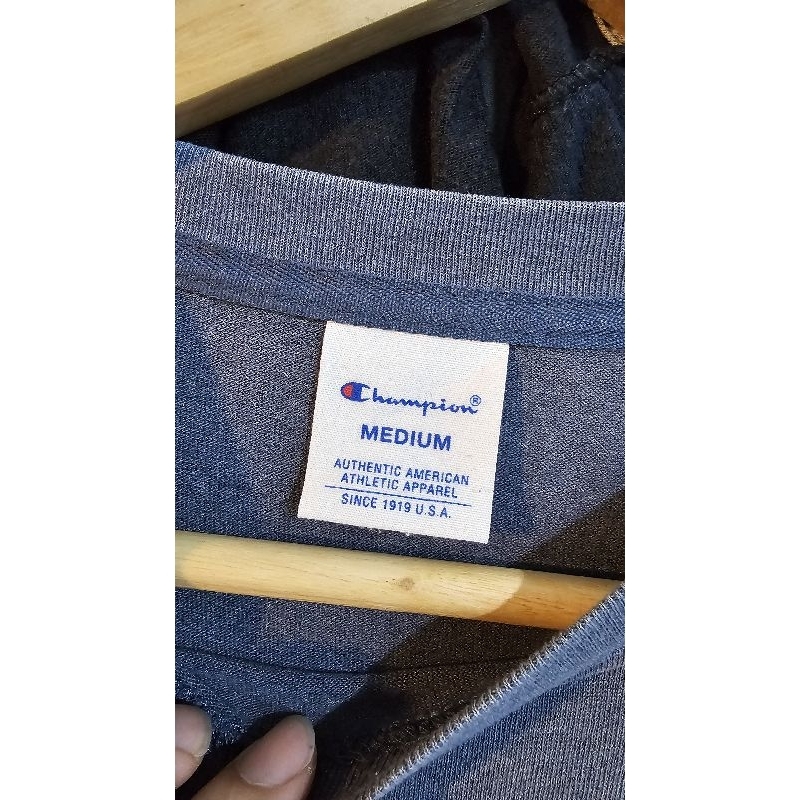 Champion®
MEDIUM
AUTHENTIC AMERICAN
ATHLETIC APPAREL
SINCE 1919 U.S.A.